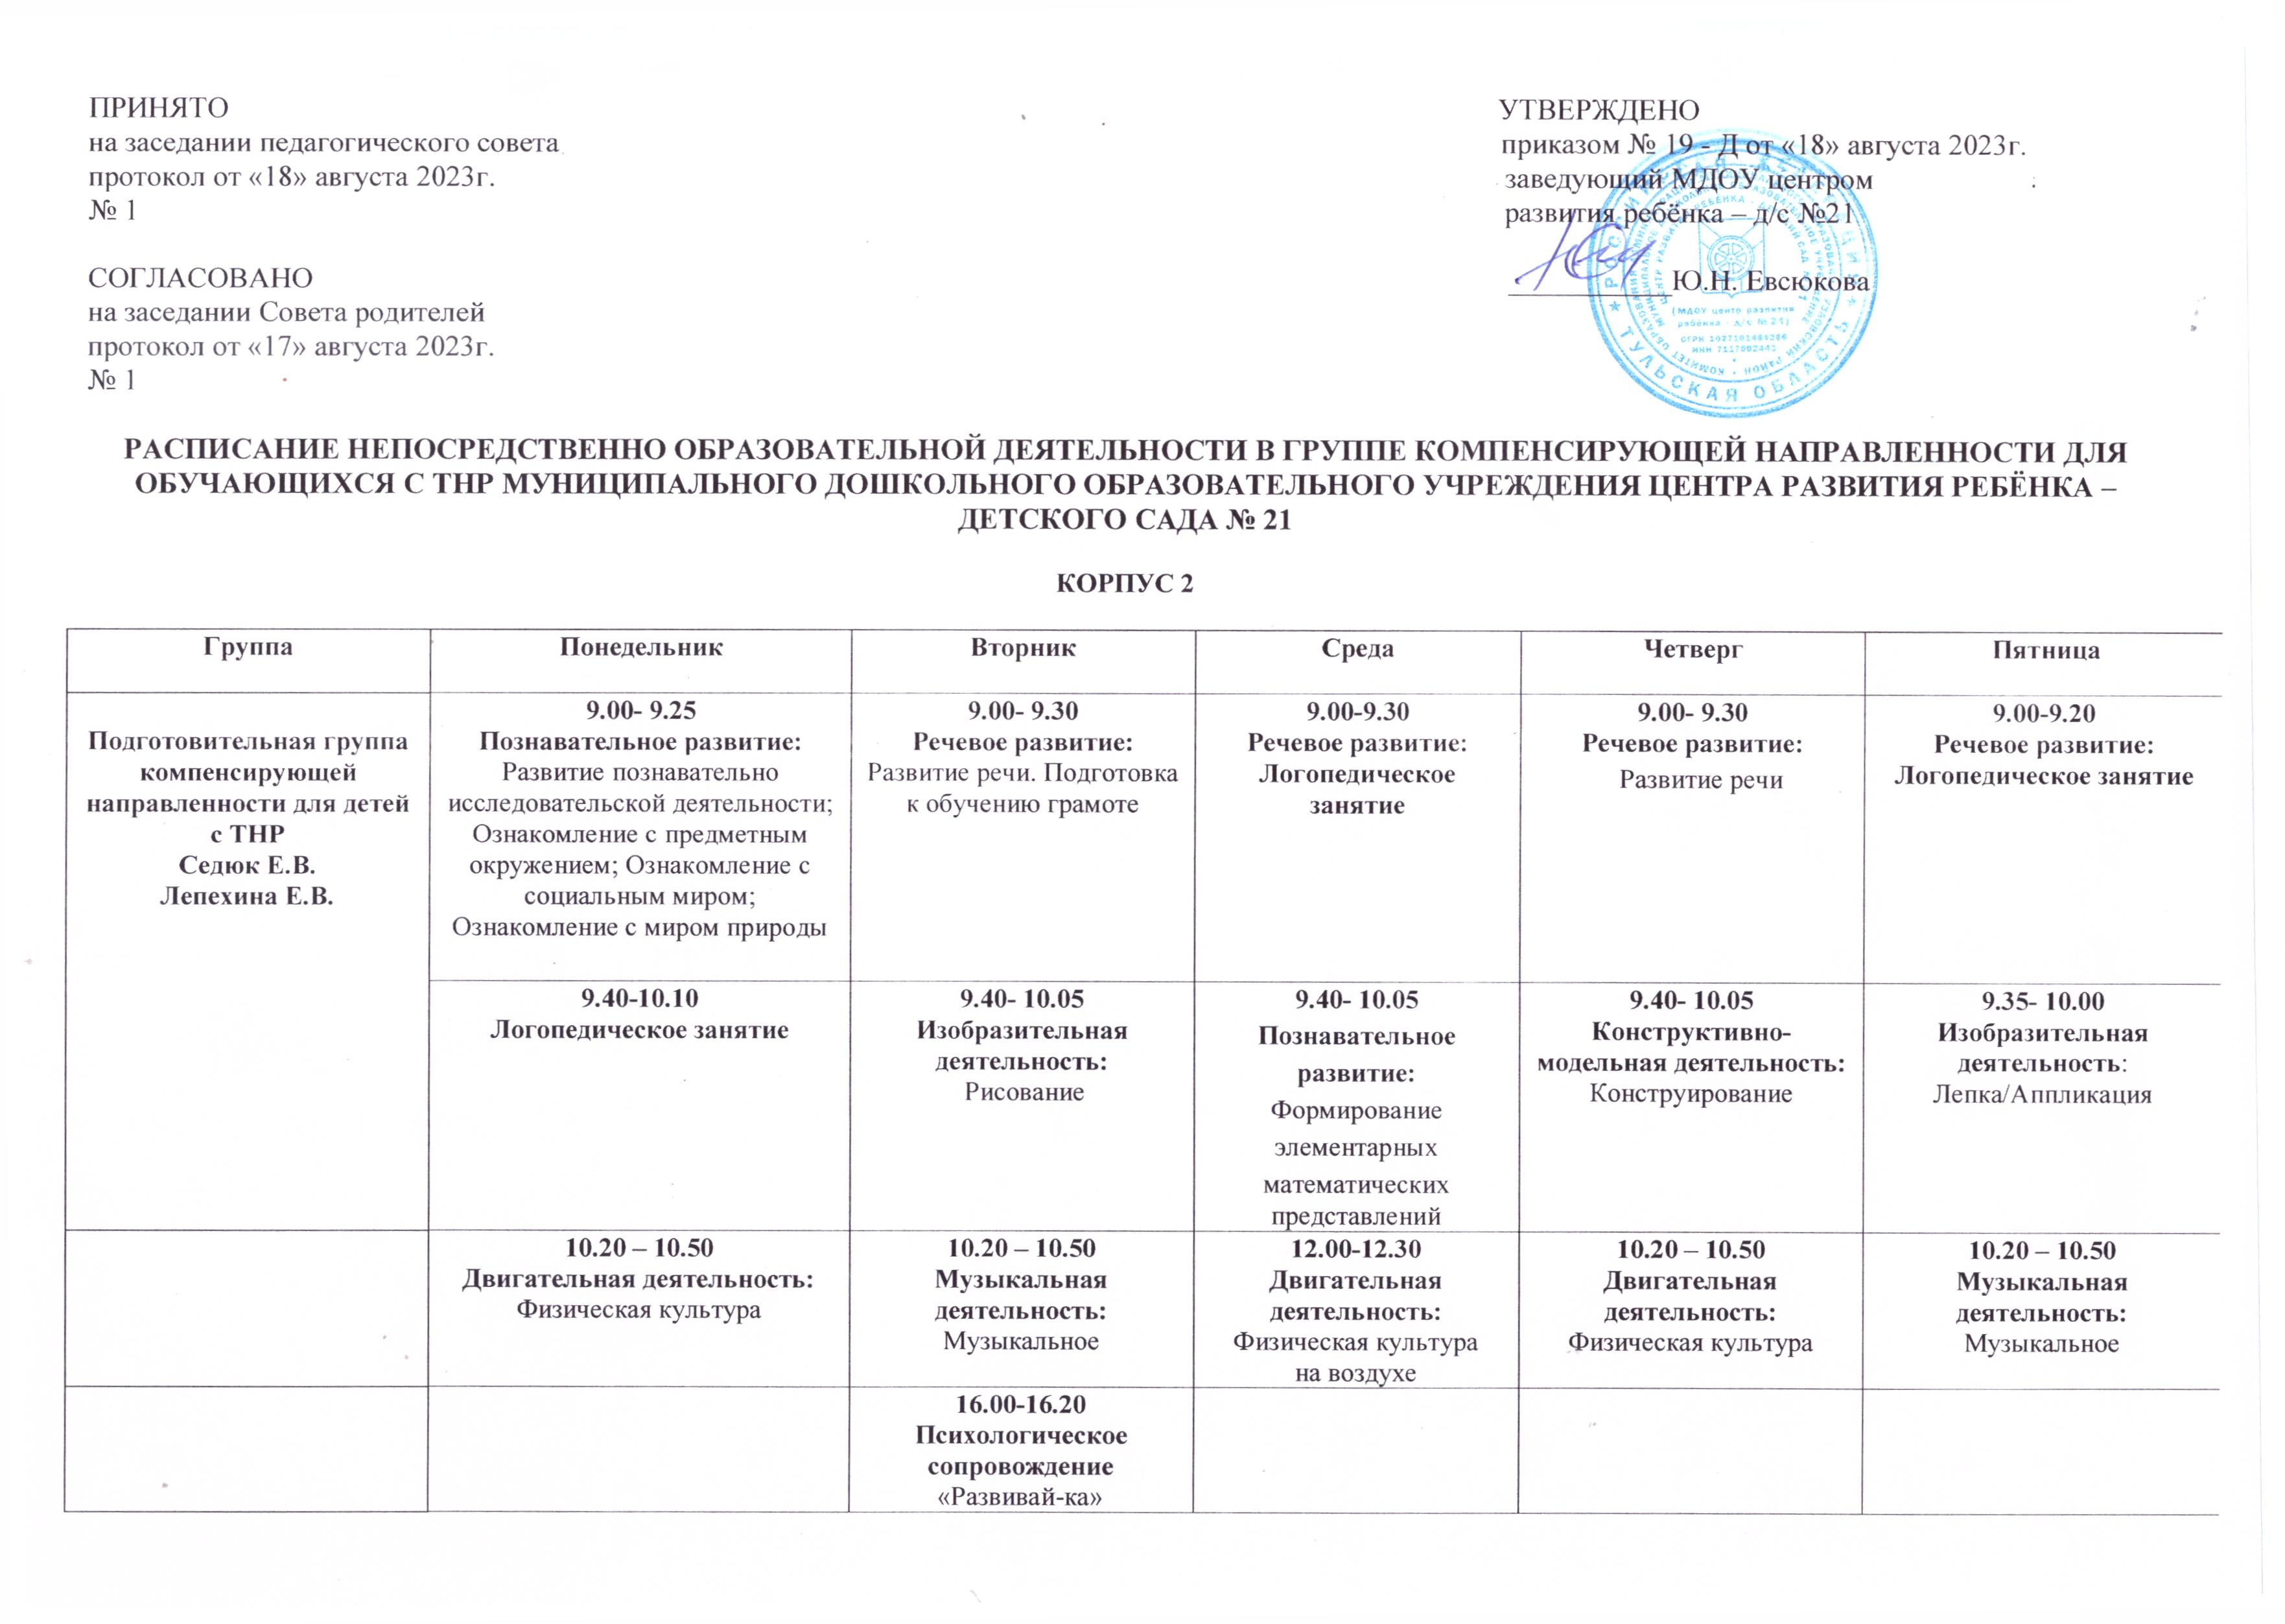 ПРИНЯТО
на заседании педагогического совета
протокол от «18» августа 2023г.
№ 1
СОГЛАСОВАНО
на заседании Совета родителей
протокол от «17» августа 2023г.
№ 1
УТВЕРЖДЕНО
приказом № 19 - Д от «18» августа 2023г.
заведующий МДОУ центром
развития ребёнка – д/с №21
Ю.Н. Евсюкова
ТУЛЬСКАЯ ОБЛАСТЬ
(МДОУ центр развития
ребенка - д/с № 21)
РАСПИСАНИЕ НЕПОСРЕДСТВЕННО ОБРАЗОВАТЕЛЬНОЙ ДЕЯТЕЛЬНОСТИ В ГРУППЕ КОМПЕНСИРУЮЩЕЙ НАПРАВЛЕННОСТИ ДЛЯ
ОБУЧАЮЩИХСЯ С ТНР МУНИЦИПАЛЬНОГО ДОШКОЛЬНОГО ОБРАЗОВАТЕЛЬНОГО УЧРЕЖДЕНИЯ ЦЕНТРА РАЗВИТИЯ РЕБЁНКА –
ДЕТСКОГО САДА № 21
КОРПУС 2
Группа
Понедельник
Вторник
Среда
Четверг
Пятница
Подготовительная группа
компенсирующей
направленности для детей
с ТНР
Седюк Е.В.
Лепехина Е.В.
9.00- 9.25
Познавательное развитие:
Развитие познавательно
исследовательской деятельности;
Ознакомление с предметным
окружением; Ознакомление с
социальным миром;
Ознакомление с миром природы
9.00- 9.30
Речевое развитие:
Развитие речи. Подготовка
к обучению грамоте
9.00-9.30
Речевое развитие:
Логопедическое
занятие
9.00- 9.30
Речевое развитие:
Развитие речи
9.00-9.20
Речевое развитие:
Логопедическое занятие
9.40-10.10
Логопедическое занятие
9.40- 10.05
Изобразительная
деятельность:
Рисование
9.40- 10.05
Познавательное
развитие:
Формирование
элементарных
математических
представлений
9.40- 10.05
Конструктивно-
модельная деятельность:
Конструирование
9.35- 10.00
Изобразительная
деятельность:
Лепка/Аппликация
10.20 – 10.50
Двигательная деятельность:
Физическая культура
10.20 – 10.50
Музыкальная
деятельность:
Музыкальное
12.00-12.30
Двигательная
деятельность:
Физическая культура
на воздухе
10.20 – 10.50
Двигательная
деятельность:
Физическая культура
10.20 – 10.50
Музыкальная
деятельность:
Музыкальное
16.00-16.20
Психологическое
сопровождение
«Развивай-ка»